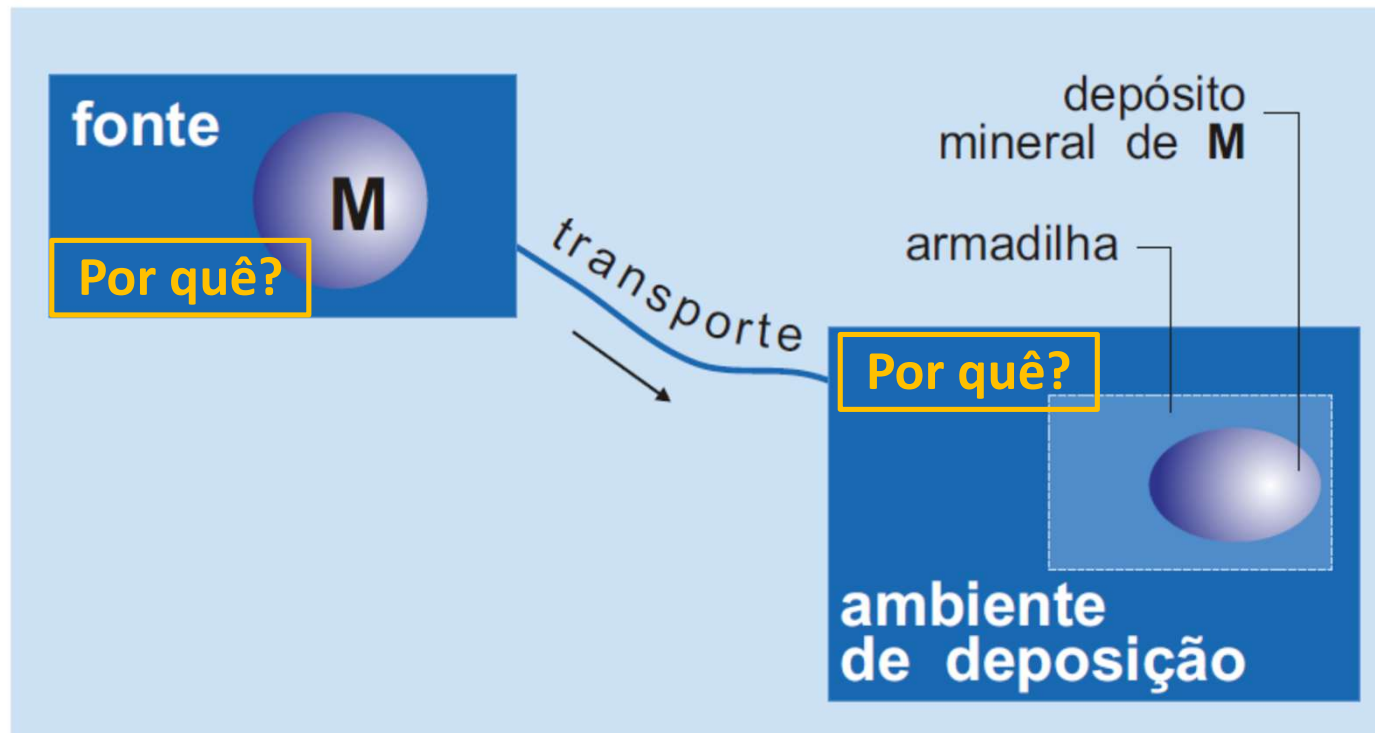 fonte
M
Por quê?
transporte
depósito
mineral de M
armadilha
Por quê?
ambiente
de deposição